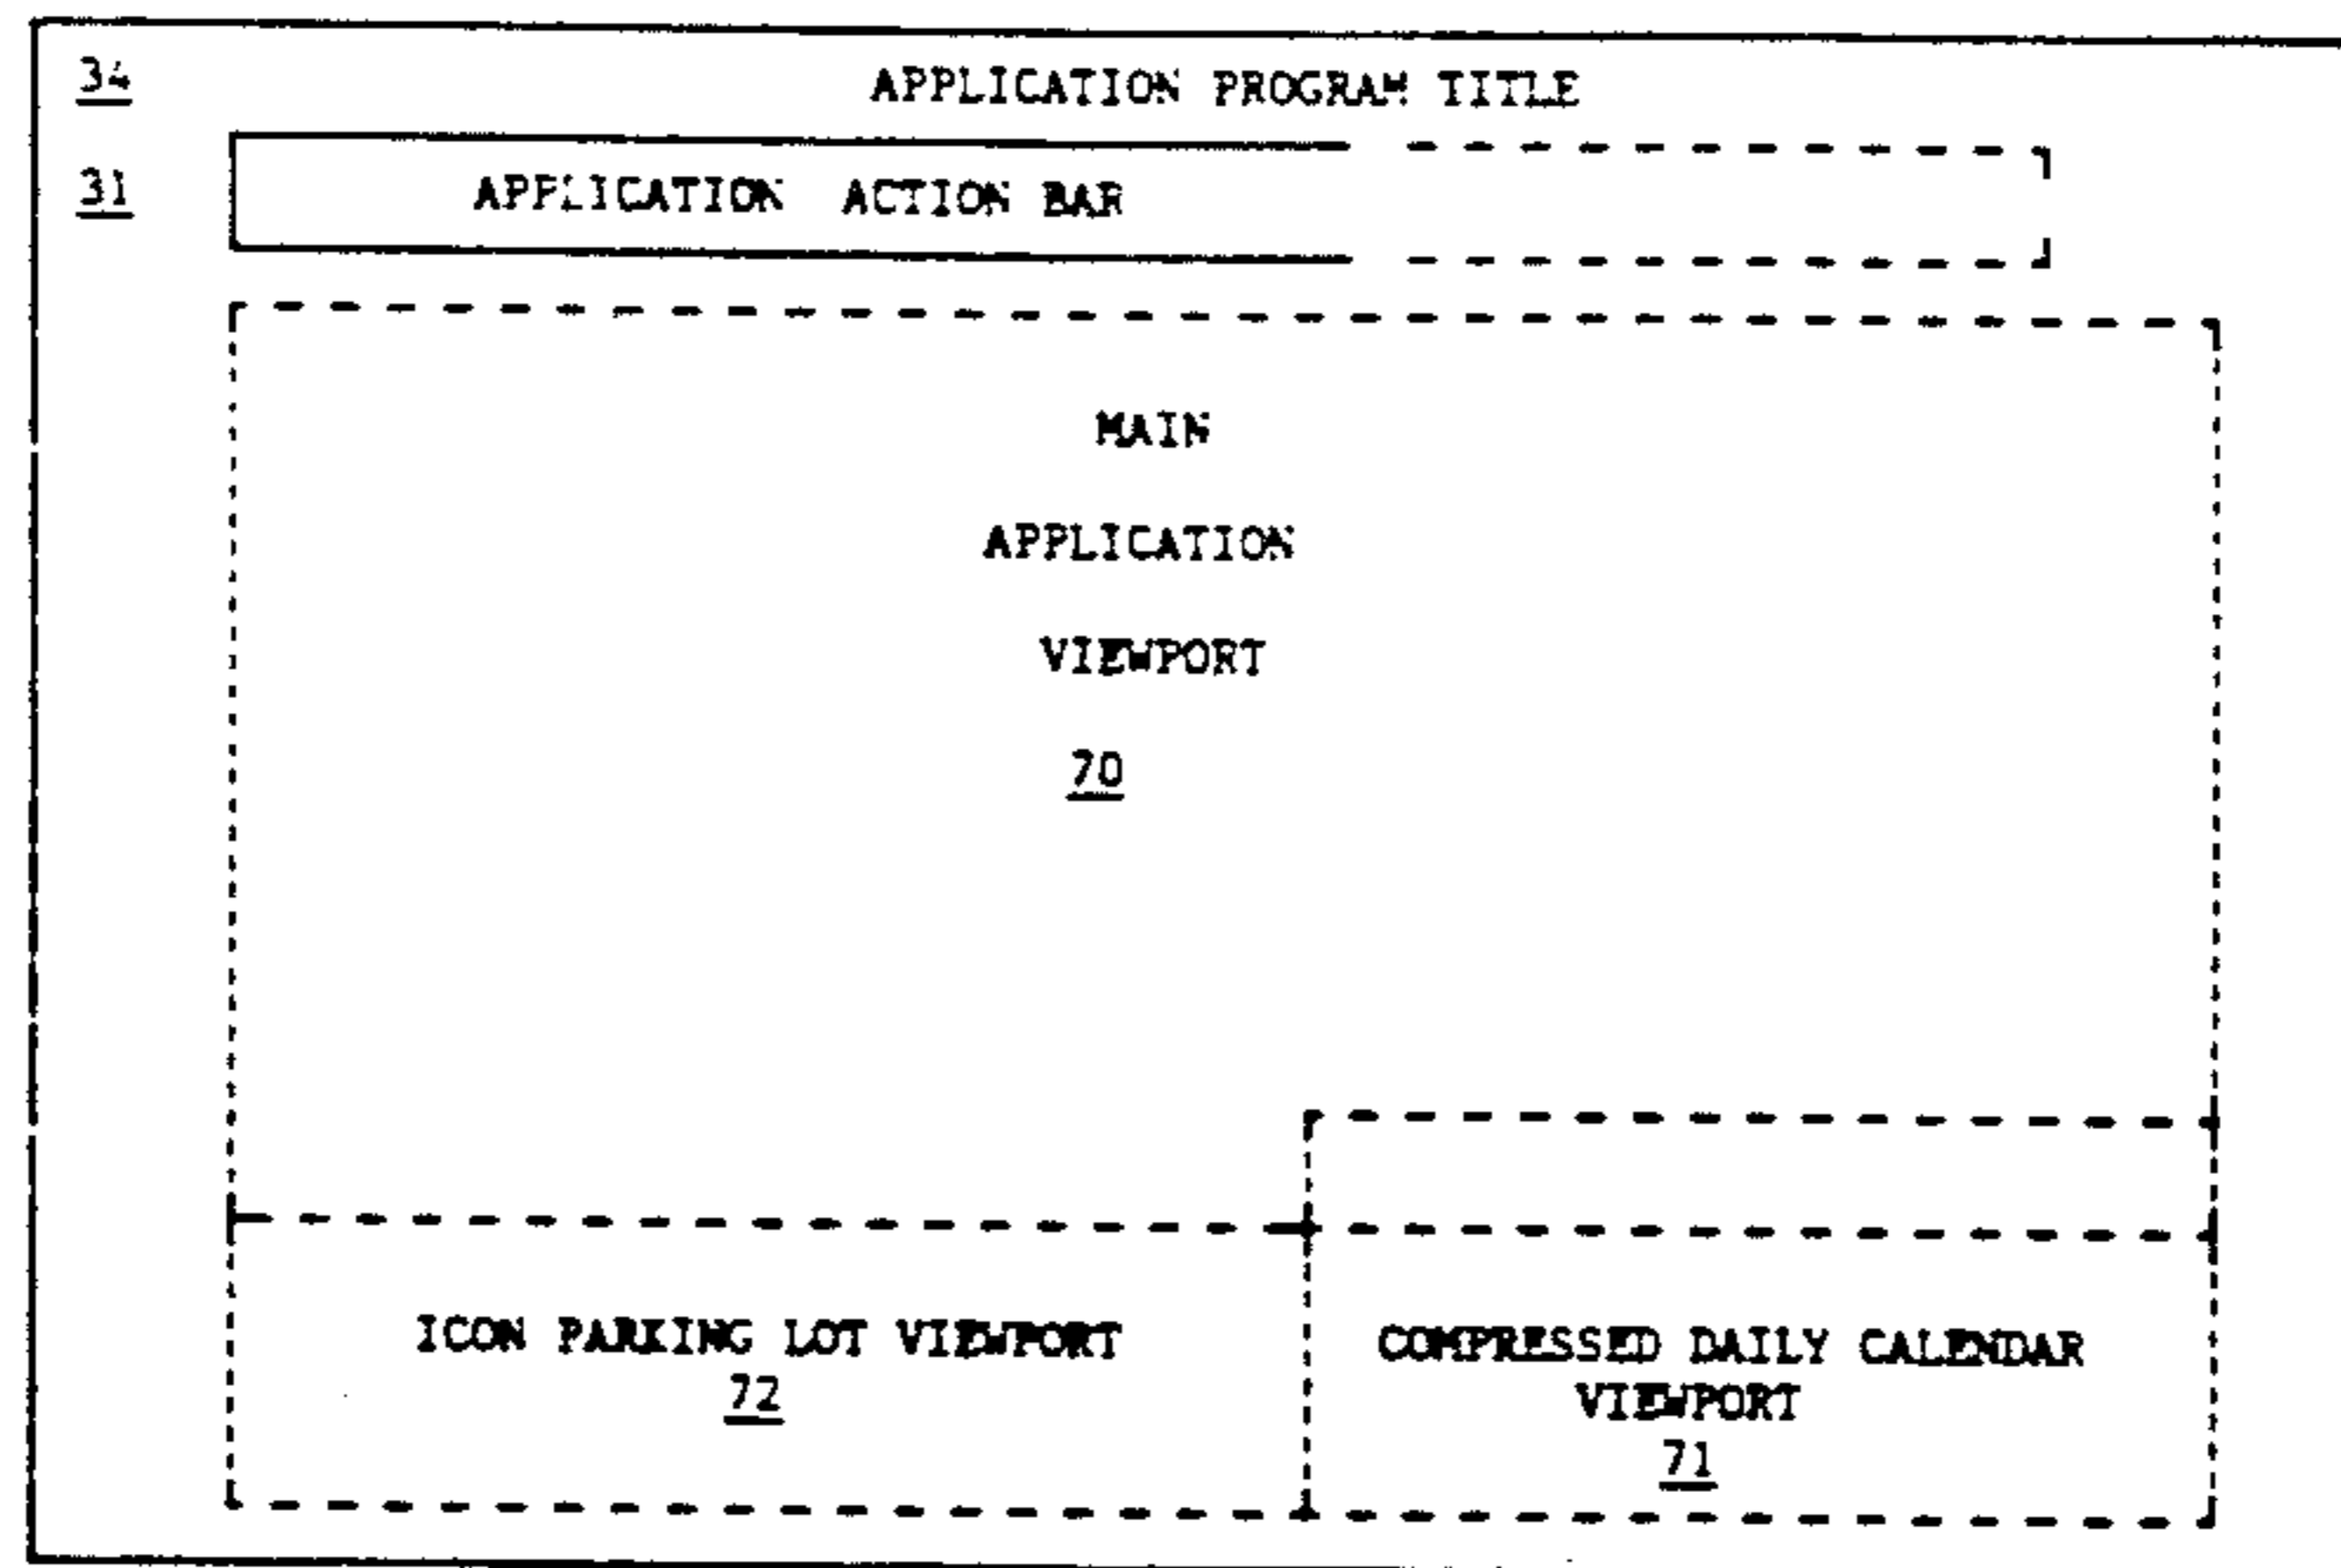 34 APPLICATION PROGRAM TITLE
31 APPLICATION ACTION BAR
MAIN
APPLICATION
VIEWPORT
70
ICON PARKING LOT VIEWPORT
72
COMPRESSED DAILY CALENDAR
VIEWPORT
71